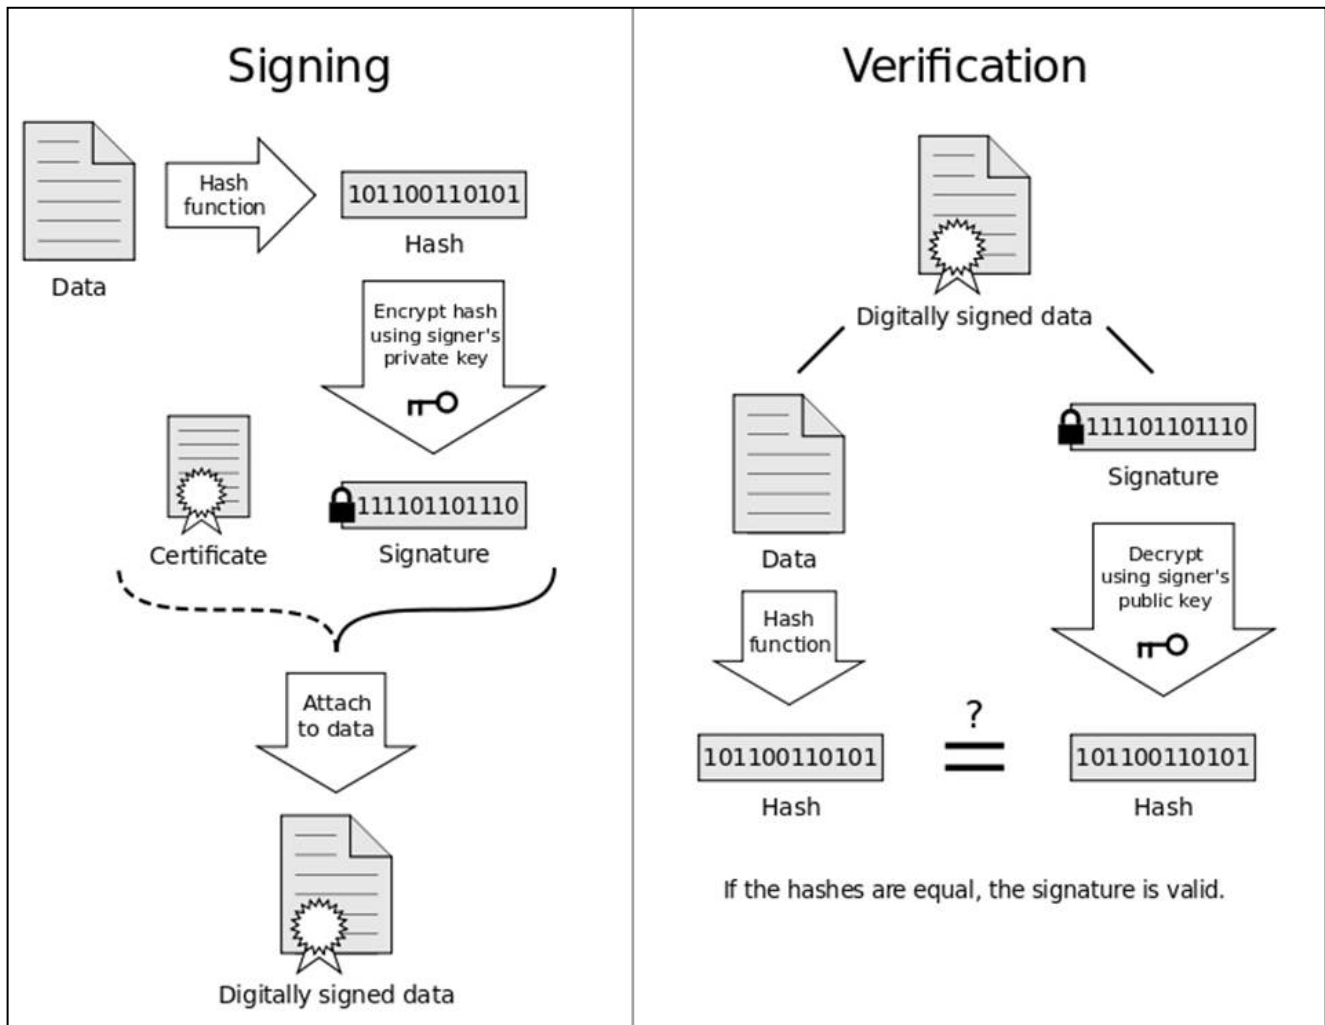 Signing
Hash
function
101100110101
Hash
Data
Encrypt hash
using signer's
private key
111101101110
Certificate
Signature
Attach
to data
Digitally signed data
Verification
Digitally signed data
111101101110
Signature
Data
Hash
function
Decrypt
using signer's
public key
?
101100110101
101100110101
Hash
Hash
If the hashes are equal, the signature is valid.